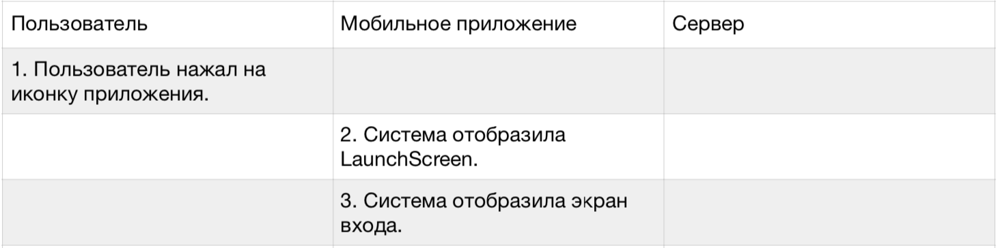 Пользователь
Мобильное приложение
Сервер
1. Пользователь нажал на
иконку приложения.
2. Система отобразила
LaunchScreen.
3. Система отобразила экран
входа.